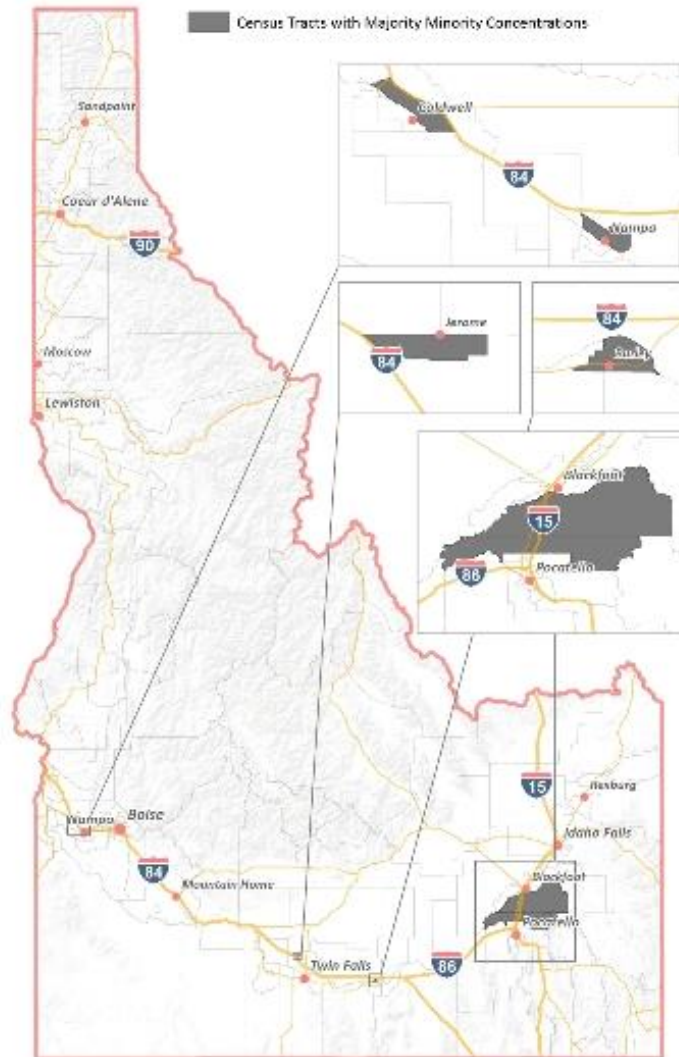 Census Tracts with Majority Minority Concentrations
Sandpoint
Coeur d'Alene
90
Moscow
Lewiston
Caldwell
84
Nampa
Jerome
84
84
Burley
Blackfoot
15
86
Pocatello
Nampa
Boise
84
Mountain Home
Twin Falls
86
15
Rexburg
Idaho Falls
Blackfoot
Pocatello